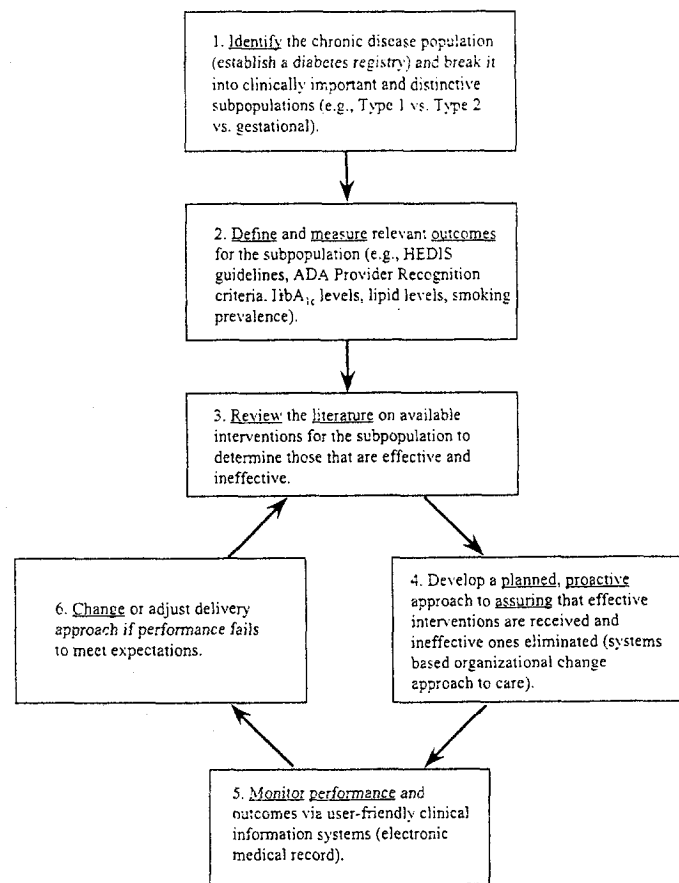 1. Identify the chronic disease population
(establish a diabetes registry) and break it
into clinically important and distinctive
subpopulations (e.g., Type 1 vs. Type 2
vs. gestational).
2. Define and measure relevant outcomes
for the subpopulation (e.g., HEDIS
guidelines, ADA Provider Recognition
criteria. HbA1c levels, lipid levels, smoking
prevalence).
3. Review the literature on available
interventions for the subpopulation to
determine those that are effective and
ineffective.
4. Develop a planned, proactive
approach to assuring that effective
interventions are received and
ineffective ones eliminated (systems
based organizational change
approach to care).
5. Monitor performance and
outcomes via user-friendly clinical
information systems (electronic
medical record).
6. Change or adjust delivery
approach if performance fails
to meet expectations.